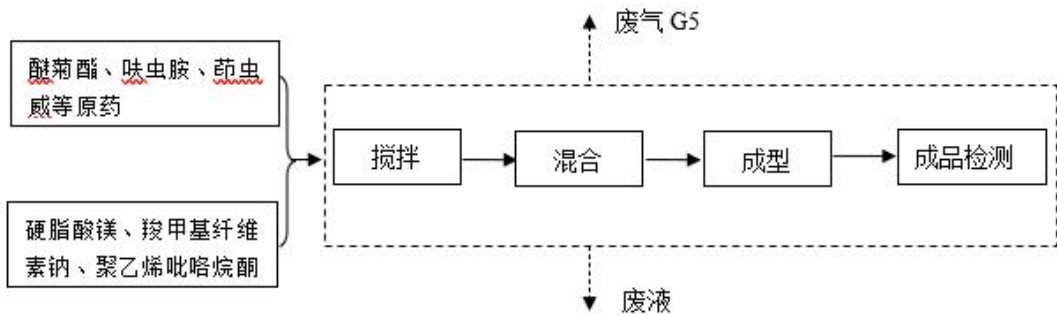 废气 G5
醚菊酯、呋虫胺、茚虫
威等原药
搅拌
混合
成型
成品检测
硬脂酸镁、羧甲基纤维
素钠、聚乙烯吡咯烷酮
废液